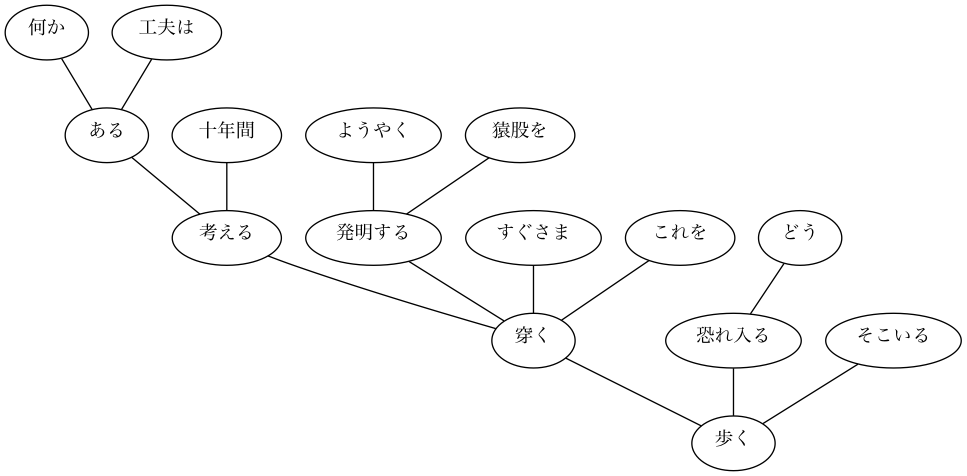 何か
工夫は
ある
十年間
ようやく
猿股を
考える
発明する
すぐさま
これを
どう
穿く
恐れ入る
そこいる
歩く